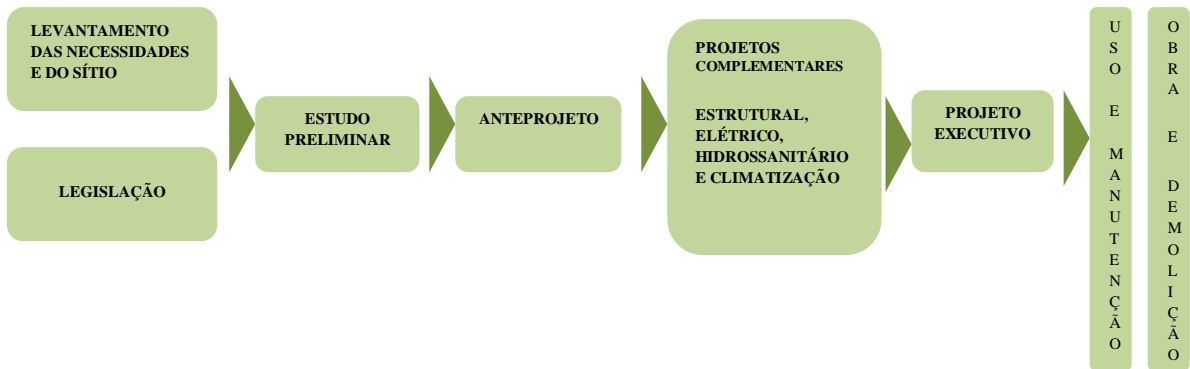 LEVANTAMENTO
DAS NECESSIDADES
E DO SÍTIO
LEGISLAÇÃO
ESTUDO
PRELIMINAR
ANTEPROJETO
PROJETOS
COMPLEMENTARES
ESTRUTURAL,
ELÉTRICO,
HIDROSSANITÁRIO
E CLIMATIZAÇÃO
PROJETO
EXECUTIVO
USO E MANUTENÇÃO
OBRA E DEMOLIÇÃO